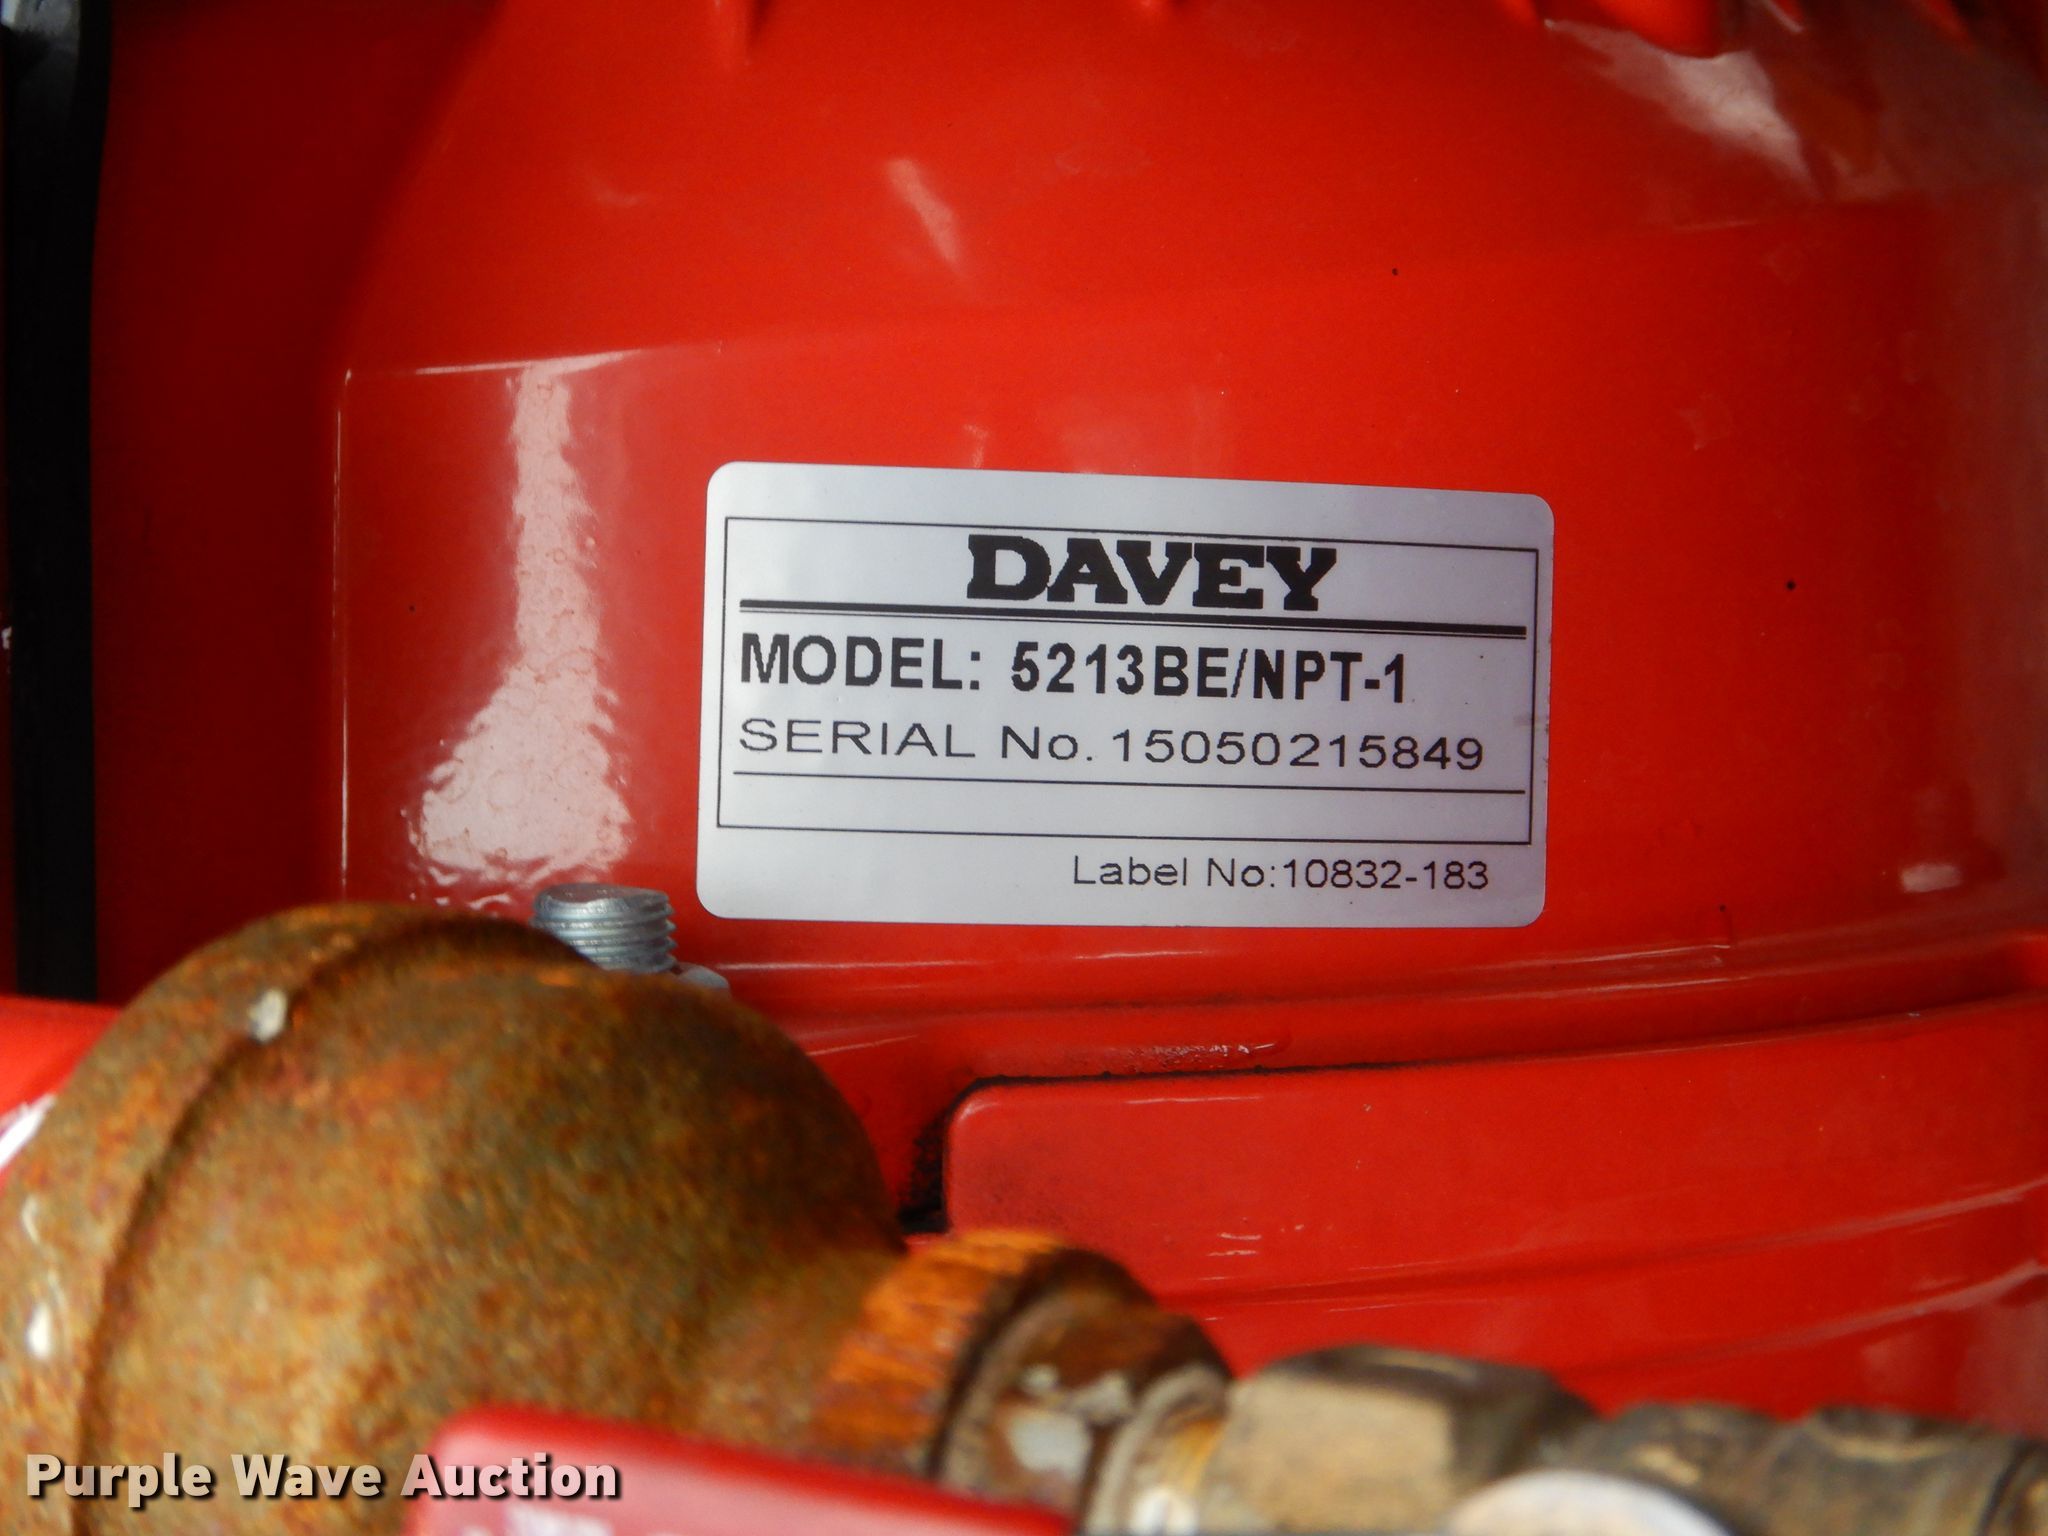 DAVEY
MODEL: 5213BE/NPT-1
SERIAL No. 15050215849
Label No:10832-183
Purple Wave Auction